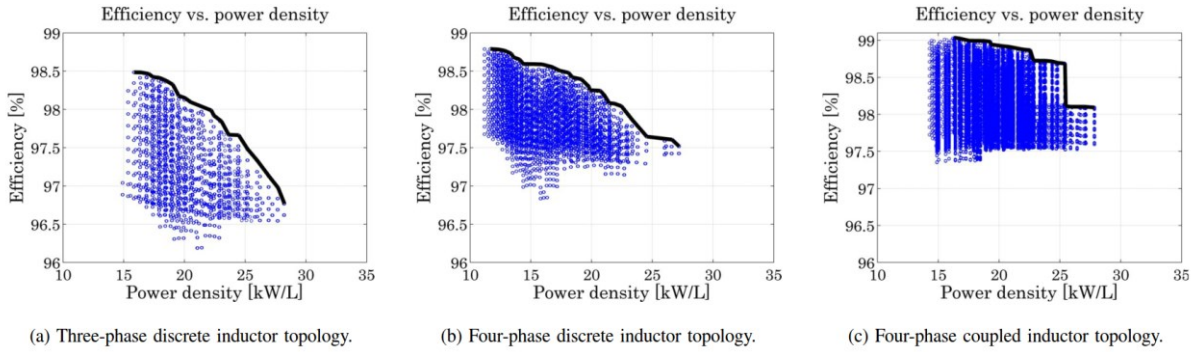 Efficiency vs. power density
99
98.5
98
97.5
97
96.5
96
Efficiency [%]
10 15 20 25 30 35
Power density [kW/L]
(a) Three-phase discrete inductor topology.
Efficiency vs. power density
99
98.5
98
97.5
97
96.5
96
Efficiency [%]
10 15 20 25 30 35
Power density [kW/L]
(b) Four-phase discrete inductor topology.
Efficiency vs. power density
99
98.5
98
97.5
97
96.5
96
Efficiency [%]
10 15 20 25 30 35
Power density [kW/L]
(c) Four-phase coupled inductor topology.